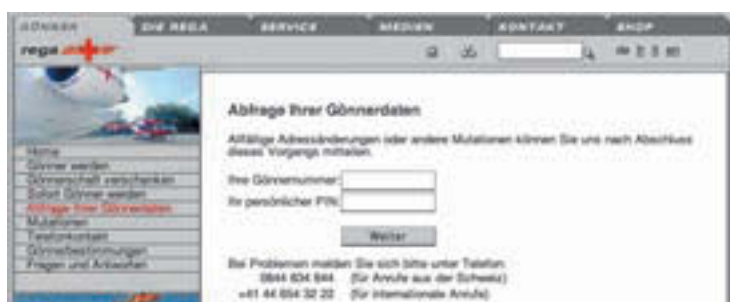 GÖNNER DIE REGA SERVICE MEDIEN KONTAKT SHOP
rega
de f i en
Home
Gönner werden
Gönnerschaft verschenken
Sofort Gönner werden
Abfrage Ihrer Gönnerdaten
Mutationen
Telefonkontakt
Gönnerbestimmungen
Fragen und Antworten
Abfrage Ihrer Gönnerdaten
Allfällige Adressänderungen oder andere Mutationen können Sie uns nach Abschluss
dieses Vorgangs mitteilen.
Ihre Gönnernummer:
Ihr persönlicher PIN:
Weiter
Bei Problemen melden Sie sich bitte unter Telefon:
0844 834 844 (für Anrufe aus der Schweiz)
+41 44 654 32 22 (für internationale Anrufe)